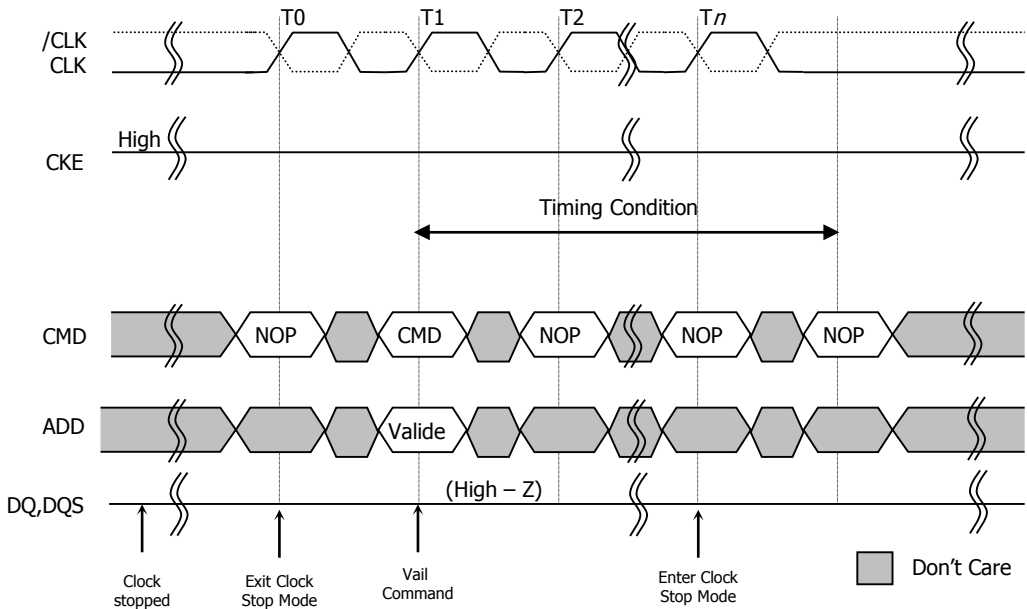 T0 T1 T2 Tn
/CLK
CLK
High
CKE
Timing Condition
CMD NOP CMD NOP NOP NOP
ADD Valide
(High – Z)
DQ,DQS
Clock
stopped
Exit Clock
Stop Mode
Vail
Command
Enter Clock
Stop Mode
Don't Care